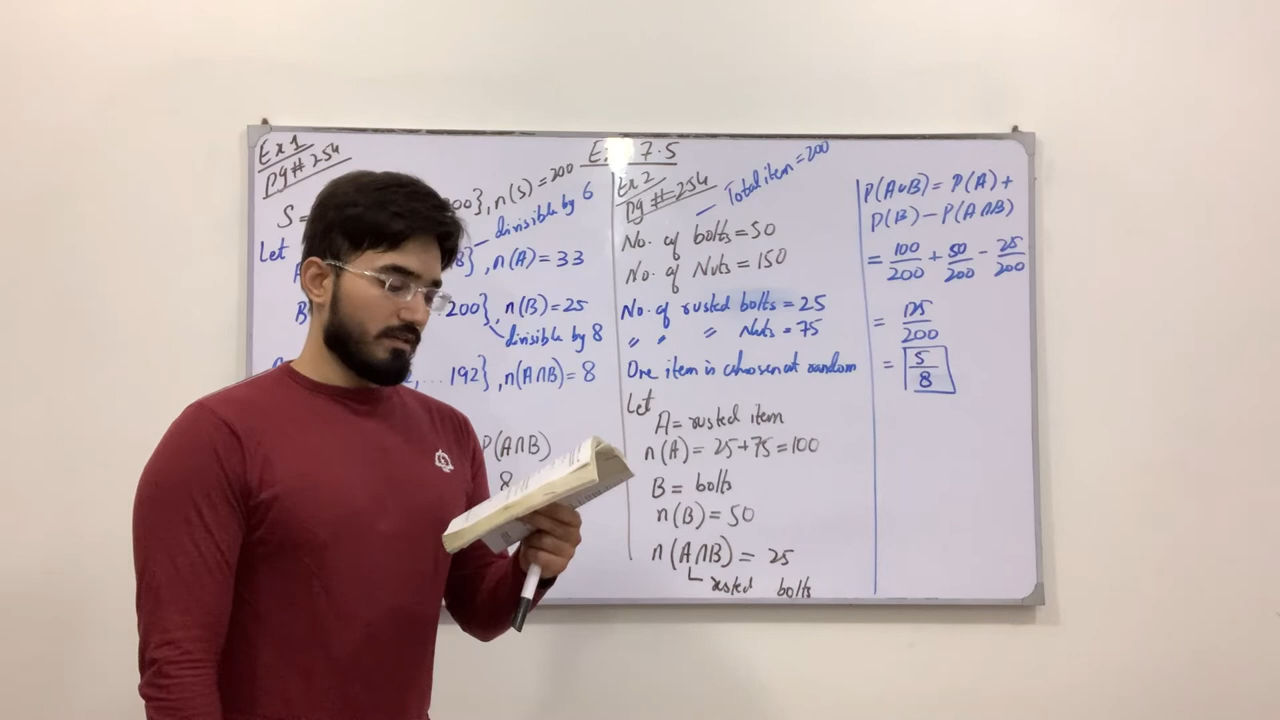 Ex 1
Pg # 254
S =
00}, n(S) = 200
divisible by 6
Let
8}, n(A) = 33
B
200}, n(B) = 25
divisible by 8
... 192}, n(A∩B) = 8
P(A∩B)
8
7.5
Ex 2
Pg # 254
Total item = 200
No. of bolts = 50
No. of Nuts = 150
No. of rusted bolts = 25
〃 〃 〃 Nuts = 75
One item is choosen at random
Let
A = rusted item
n(A) = 25+75 = 100
B = bolts
n(B) = 50
n(A∩B) = 25
rusted bolts
P(A∪B) = P(A) +
P(B) − P(A∩B)
= 100/200 + 50/200 − 25/200
= 125/200
= 5/8